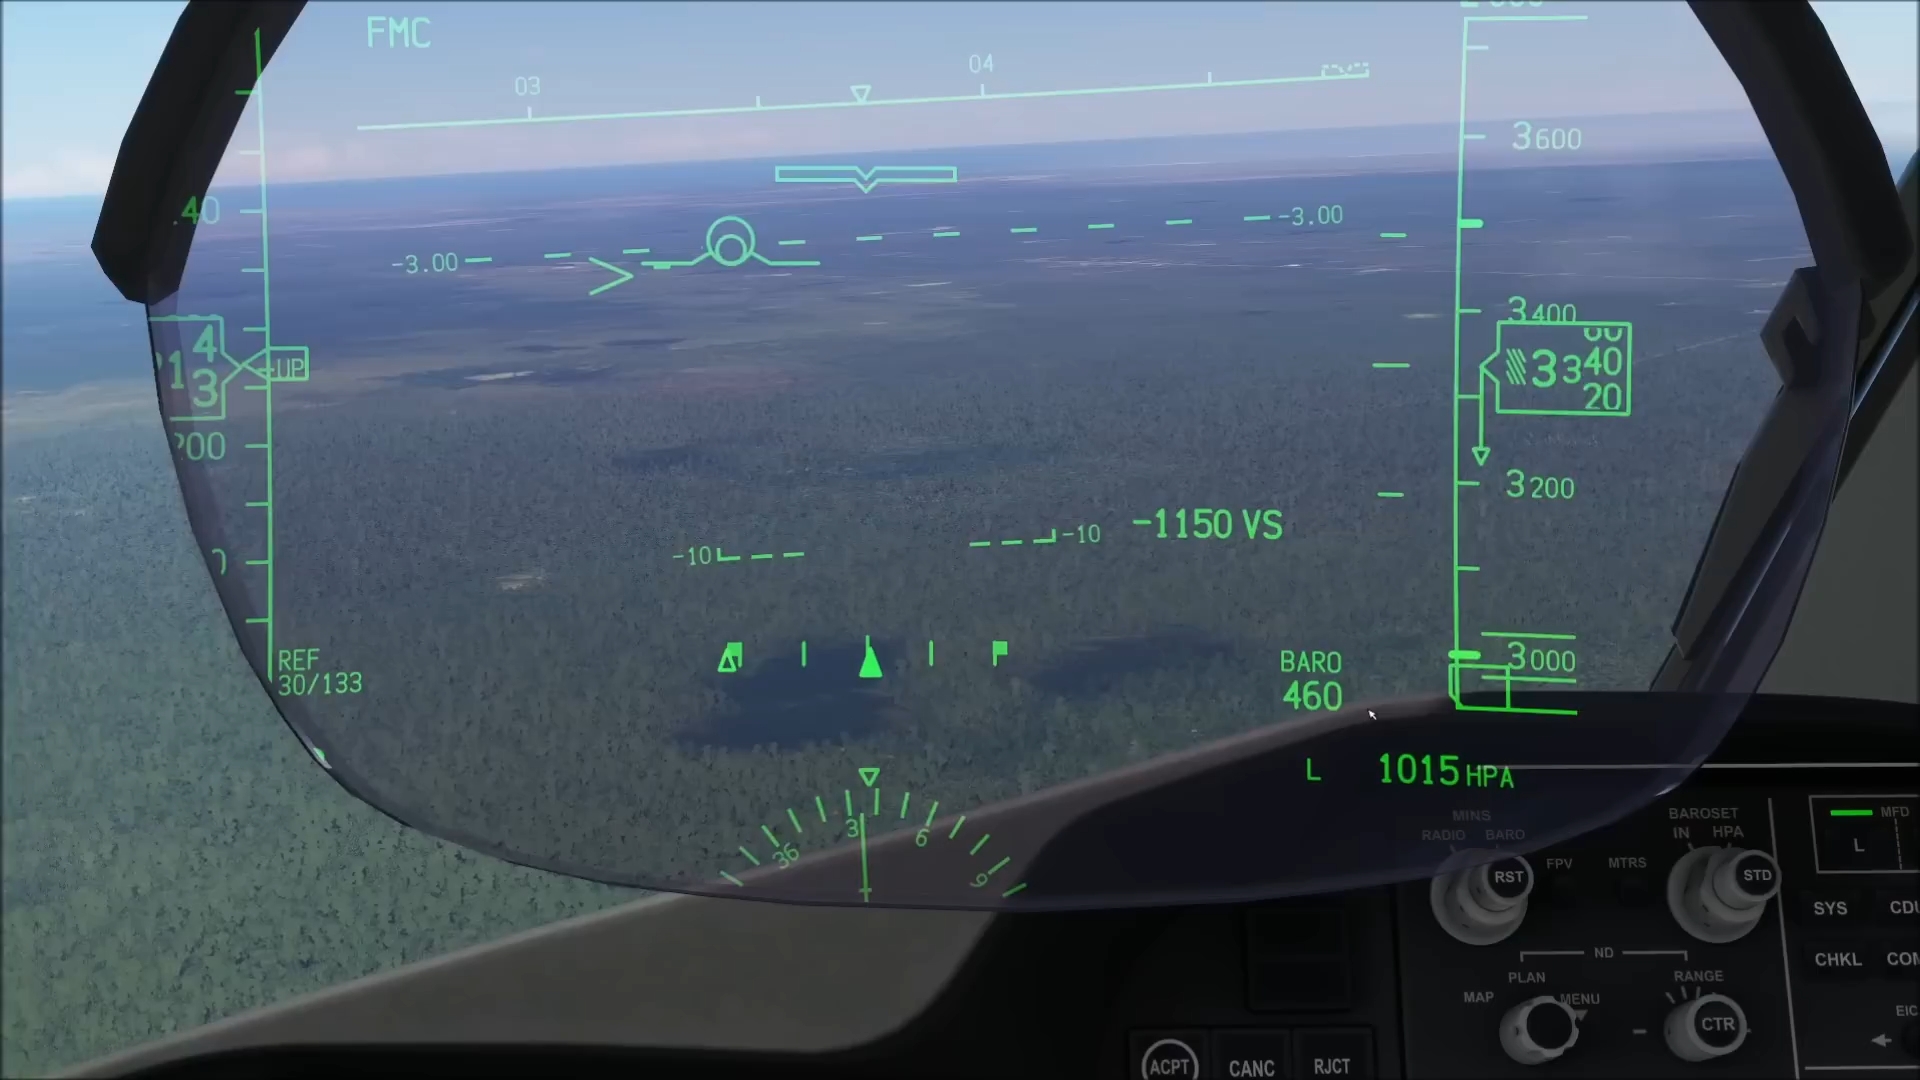 FMC
03
04
3600
-3.00
-3.00
40
3400
4
1
3
UP
3340
20
3200
-10
-10
-1150 VS
REF
30/133
BARO
460
3000
L
1015 HPA
36
3
6
9
MINS
RADIO
BARO
FPV
MTRS
BAROSET
IN
HPA
RST
STD
MFD
L
SYS
CHKL
ND
PLAN
MAP
MENU
RANGE
CTR
ACPT
CANC
RJCT